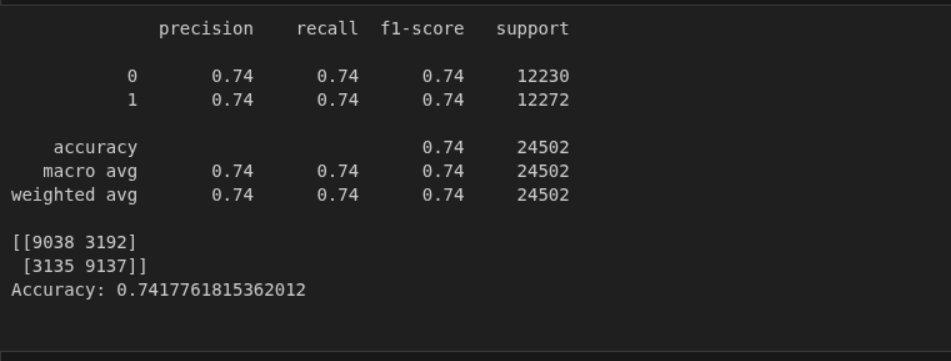 precision recall f1-score support
0 0.74 0.74 0.74 12230
1 0.74 0.74 0.74 12272
accuracy 0.74 24502
macro avg 0.74 0.74 0.74 24502
weighted avg 0.74 0.74 0.74 24502
[[9038 3192]
[3135 9137]]
Accuracy: 0.7417761815362012